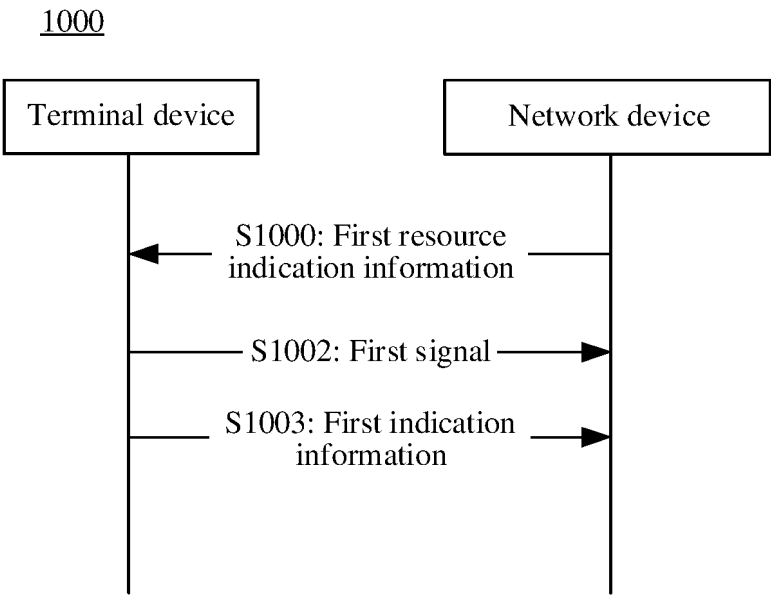 1000
Terminal device
Network device
S1000: First resource
indication information
S1002: First signal
S1003: First indication
information